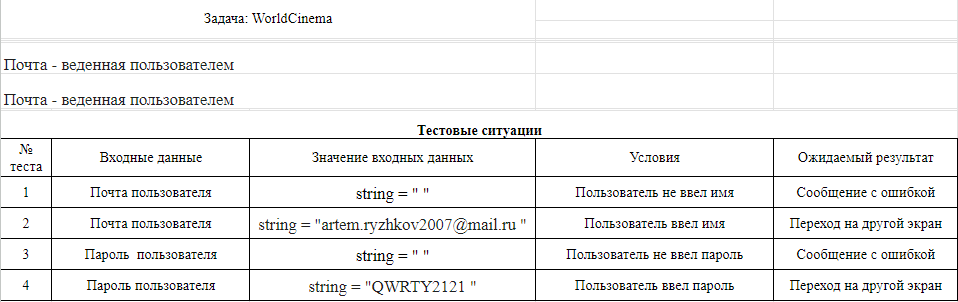 Задача: WorldCinema
Почта - веденная пользователем
Почта - веденная пользователем
Тестовые ситуации
№ теста Входные данные Значение входных данных Условия Ожидаемый результат
1 Почта пользователя string = " " Пользователь не ввел имя Сообщение с ошибкой
2 Почта пользователя string = "artem.ryzhkov2007@mail.ru " Пользователь ввел имя Переход на другой экран
3 Пароль пользователя string = " " Пользователь не ввел пароль Сообщение с ошибкой
4 Пароль пользователя string = "QWRTY2121 " Пользователь ввел пароль Переход на другой экран